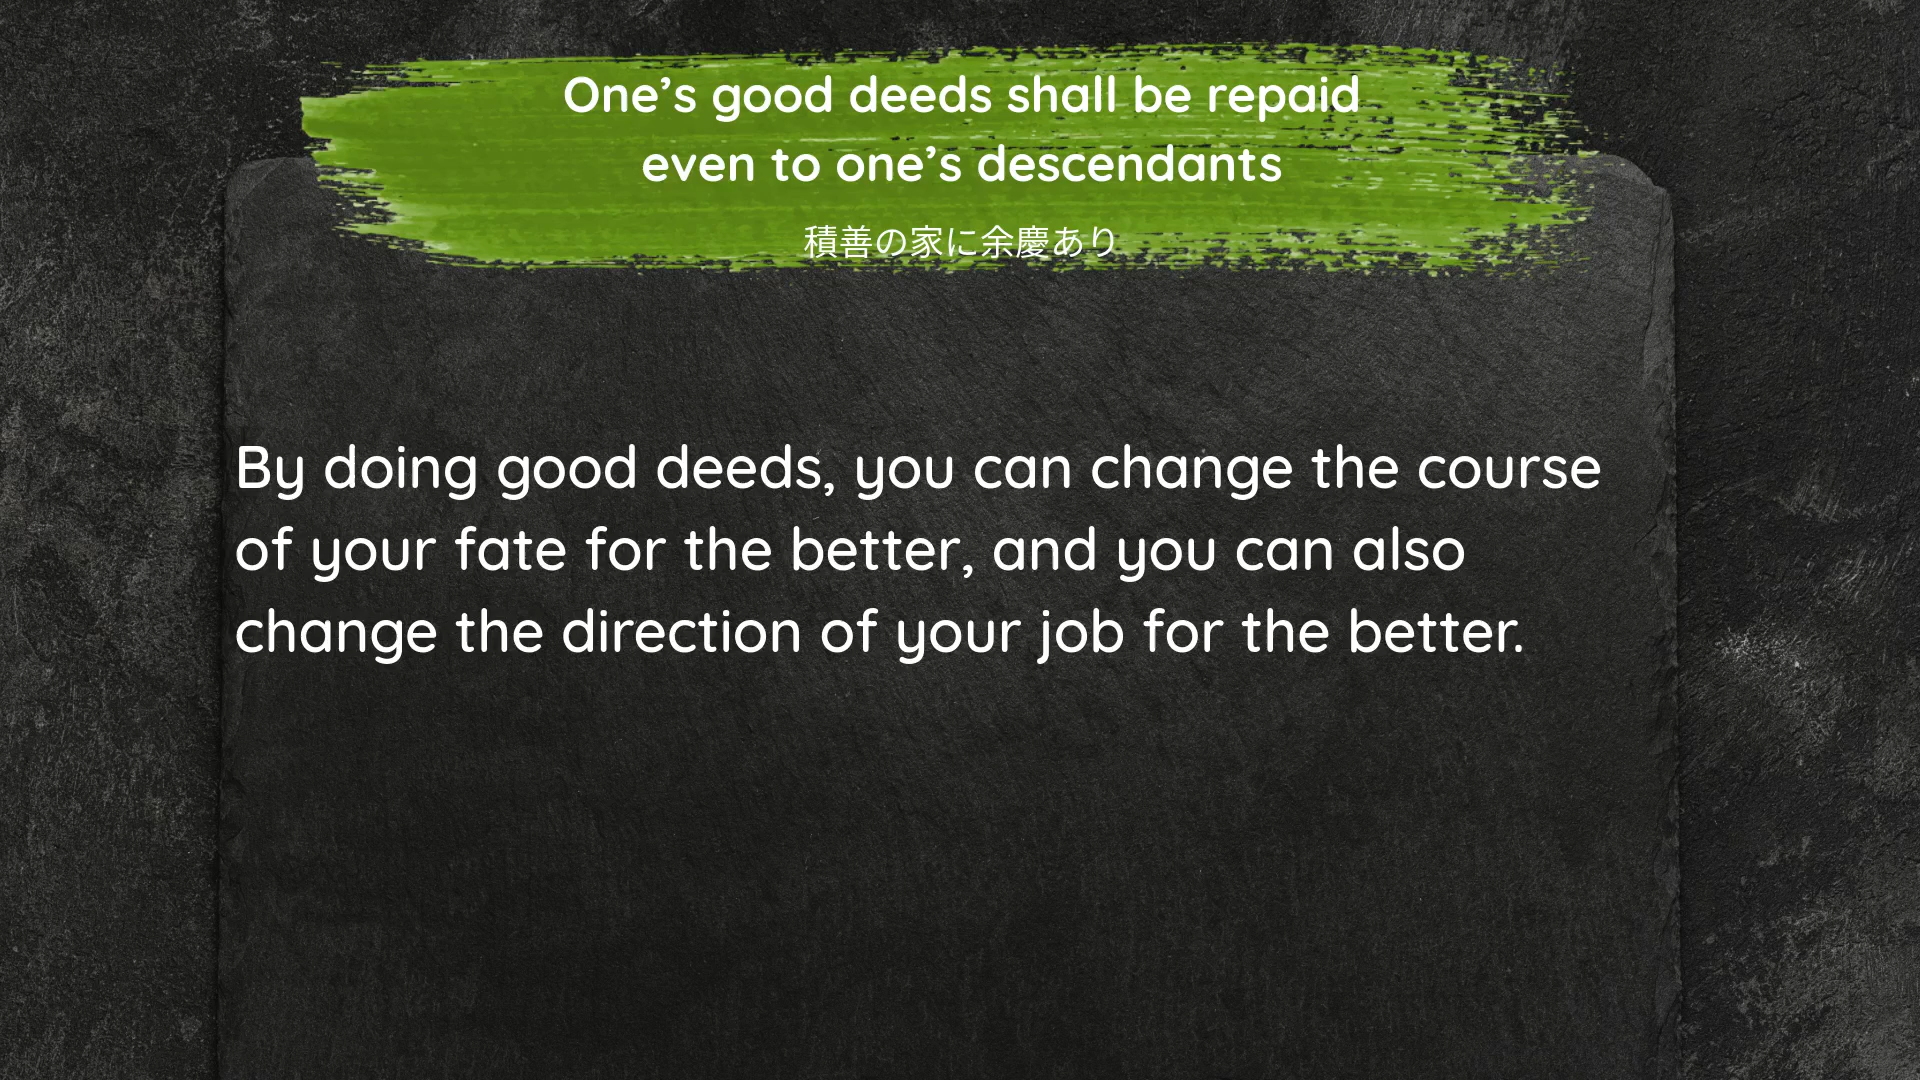 One’s good deeds shall be repaid
even to one’s descendants
積善の家に余慶あり
By doing good deeds, you can change the course
of your fate for the better, and you can also
change the direction of your job for the better.